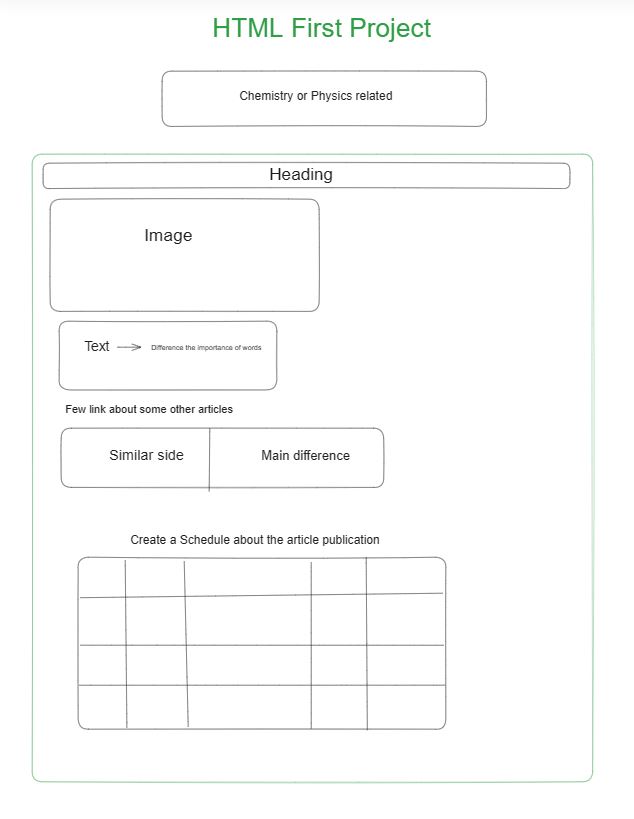 HTML First Project
Chemistry or Physics related
Heading
Image
Text
Difference the importance of words
Few link about some other articles
Similar side
Main difference
Create a Schedule about the article publication